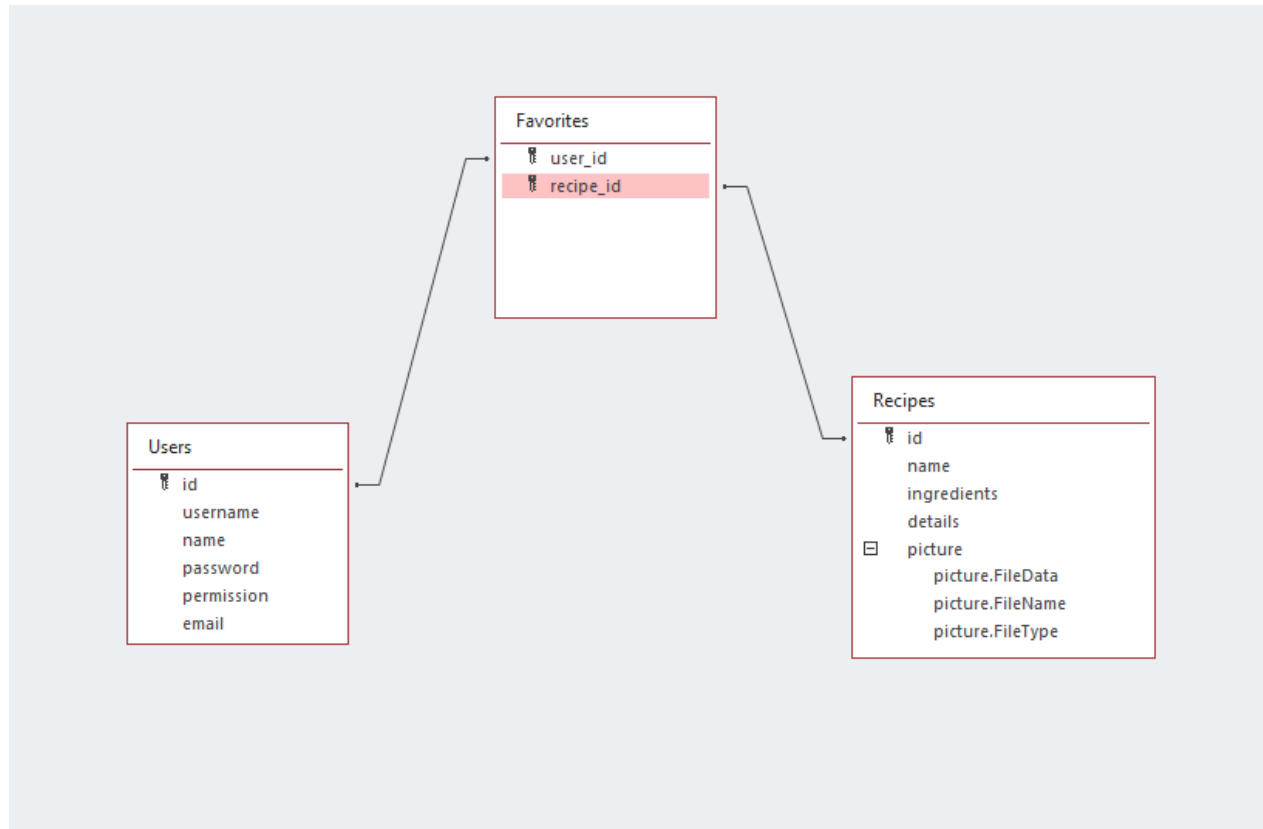 Favorites
user_id
recipe_id
Users
id
username
name
password
permission
email
Recipes
id
name
ingredients
details
picture
picture.FileData
picture.FileName
picture.FileType